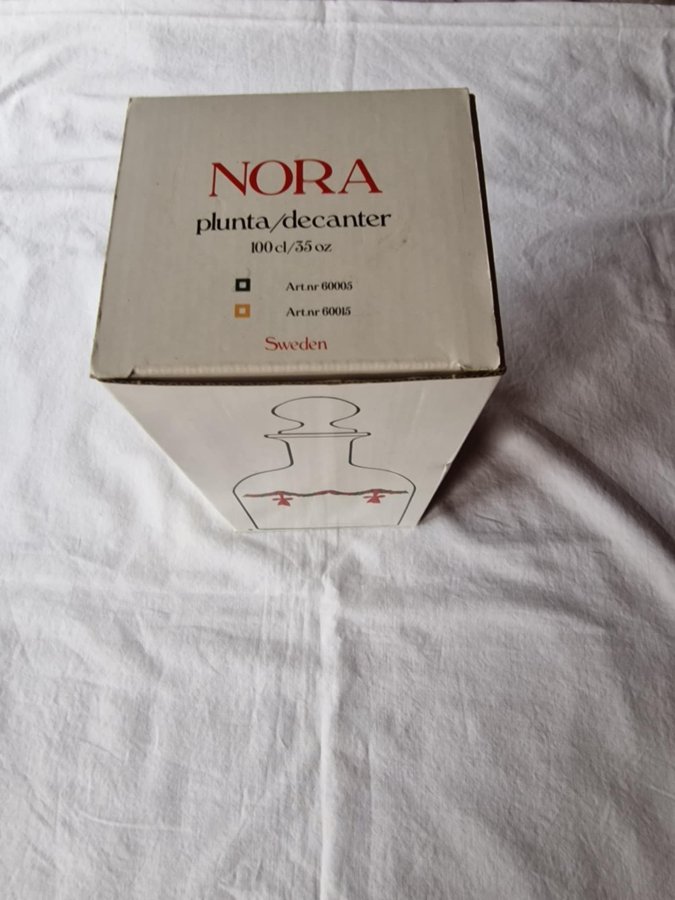 NORA
plunta/decanter
100 cl/35 oz
Art.nr 60005
Art.nr 60015
Sweden